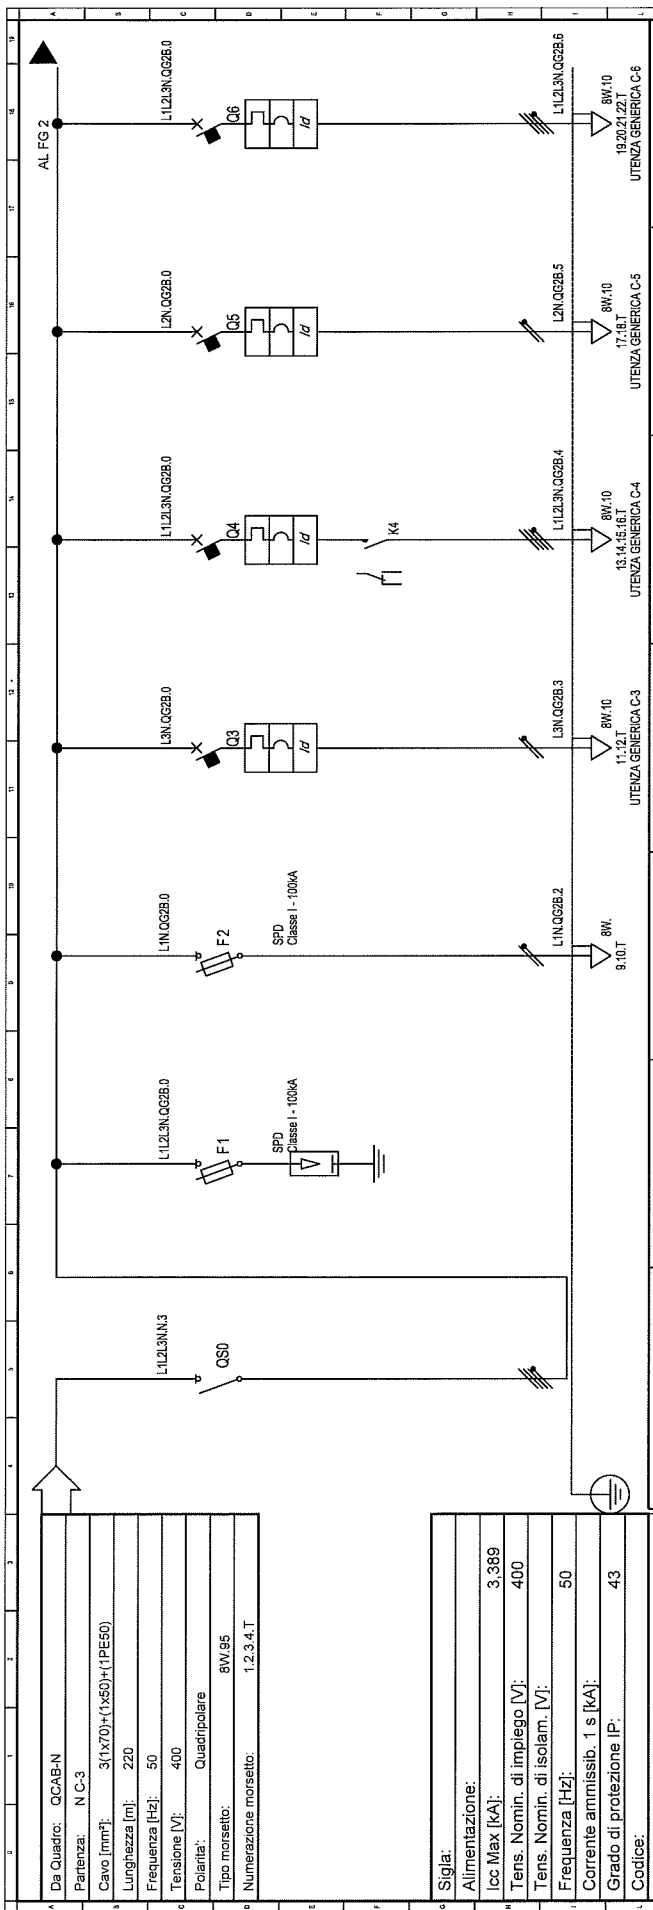 Da Quadro: QCAB-N
Partenza: N C-3
Cavo [mm²]: 3(1x70)+(1x50)+(1PE50)
Lunghezza [m]: 220
Frequenza [Hz]: 50
Tensione [V]: 400
Polarita': Quadripolare
Tipo morsetto: 8W.95
Numerazione morsetto: 1.2.3.4.T
Sigla:
Alimentazione:
Icc Max [kA]: 3,389
Tens. Nomin. di impiego [V]: 400
Tens. Nomin. di isolam. [V]:
Frequenza [Hz]: 50
Corrente ammissib. 1 s [kA]:
Grado di protezione IP: 43
Codice:
L1L2L3N.N.3
QS0
L1L2L3N.QG2B.0
F1
SPD
Classe I - 100kA
L1N.QG2B.0
F2
SPD
Classe I - 100kA
L1N.QG2B.2
8W.
9.10.T
L3N.QG2B.0
Q3
Id
L3N.QG2B.3
8W.10
11.12.T
UTENZA GENERICA C-3
L1L2L3N.QG2B.0
Q4
Id
K4
L1L2L3N.QG2B.4
8W.10
13.14.15.16.T
UTENZA GENERICA C-4
L2N.QG2B.0
Q5
Id
L2N.QG2B.5
8W.10
17.18.T
UTENZA GENERICA C-5
AL FG 2
L1L2L3N.QG2B.0
Q6
Id
L1L2L3N.QG2B.6
8W.10
19.20.21.22.T
UTENZA GENERICA C-6